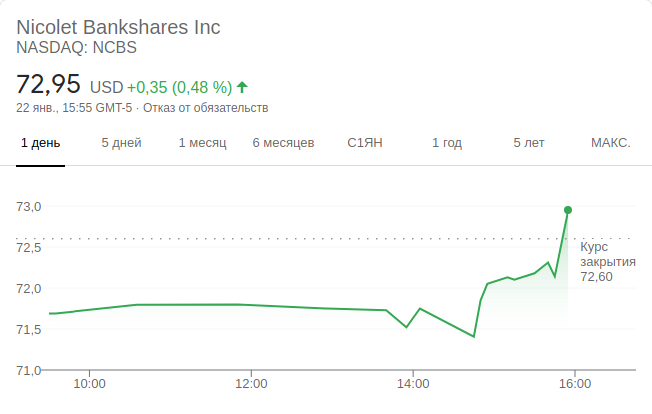 Nicolet Bankshares Inc
NASDAQ: NCBS
72,95 USD +0,35 (0,48 %)
22 янв., 15:55 GMT-5 · Отказ от обязательств
1 день 5 дней 1 месяц 6 месяцев С1ЯН 1 год 5 лет МАКС.
73,0
72,5
72,0
71,5
71,0
Курс
закрытия
72,60
10:00 12:00 14:00 16:00